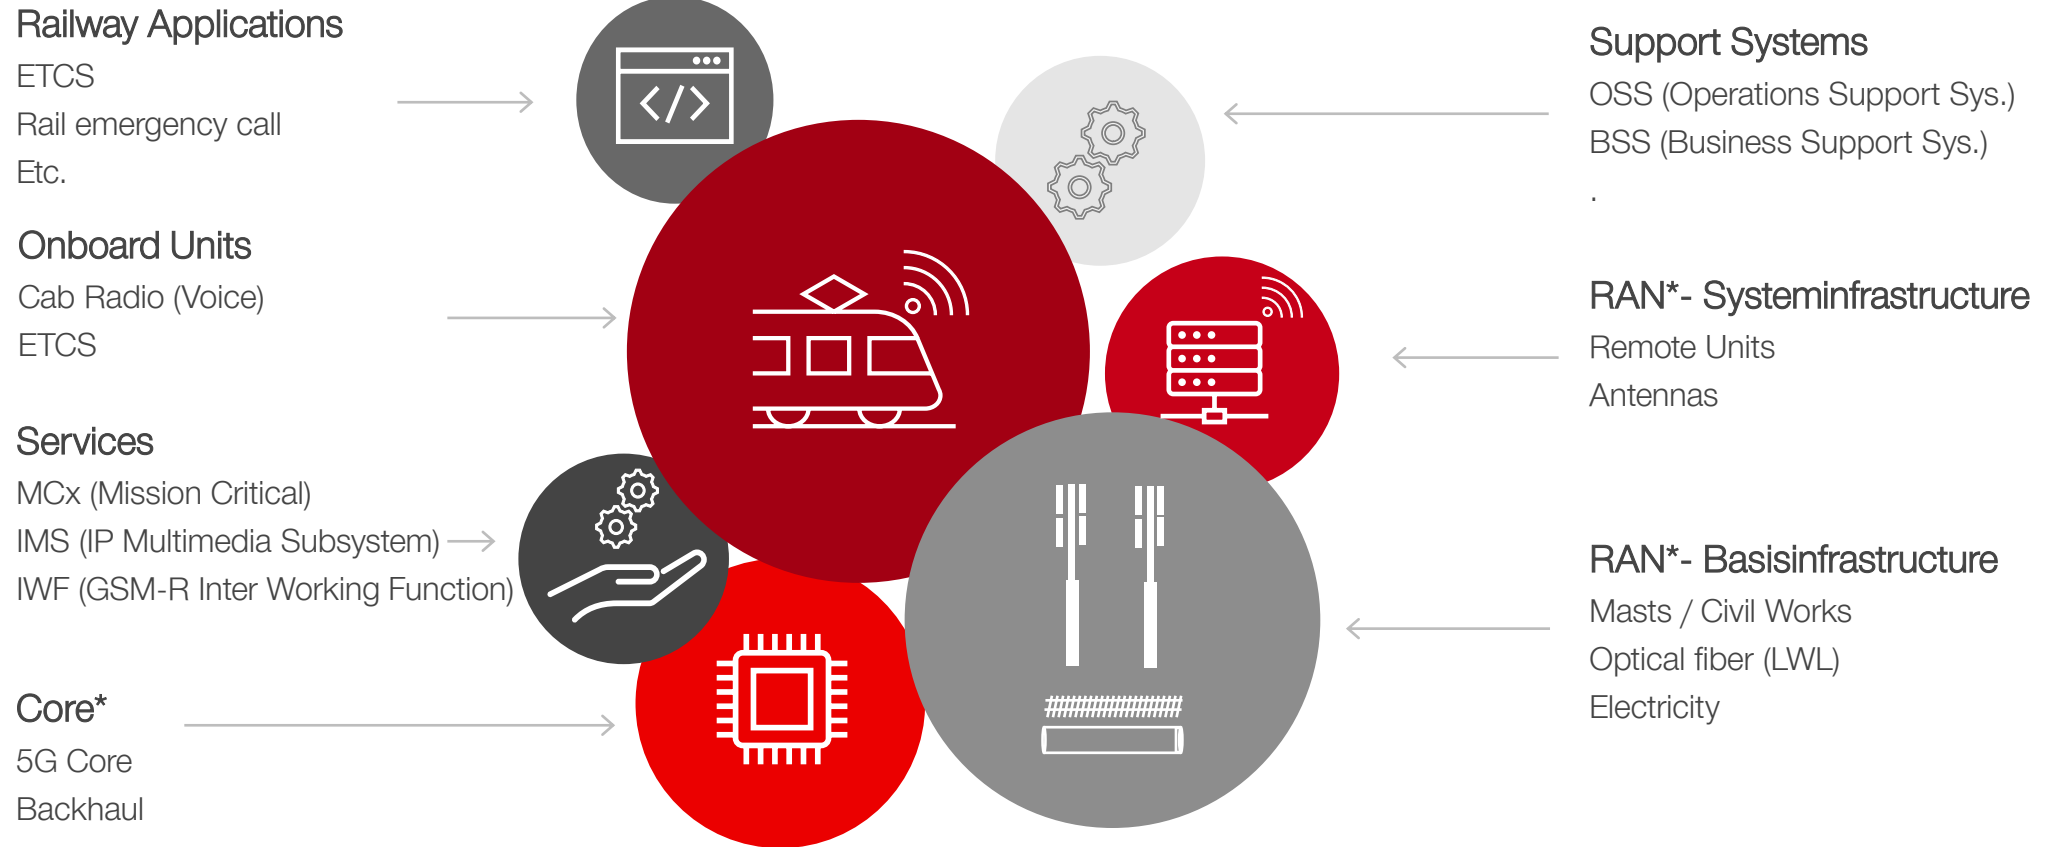 Railway Applications
ETCS
Rail emergency call
Etc.
Onboard Units
Cab Radio (Voice)
ETCS
Services
MCx (Mission Critical)
IMS (IP Multimedia Subsystem)
IWF (GSM-R Inter Working Function)
Core*
5G Core
Backhaul
Support Systems
OSS (Operations Support Sys.)
BSS (Business Support Sys.)
.
RAN*- Systeminfrastructure
Remote Units
Antennas
RAN*- Basisinfrastructure
Masts / Civil Works
Optical fiber (LWL)
Electricity